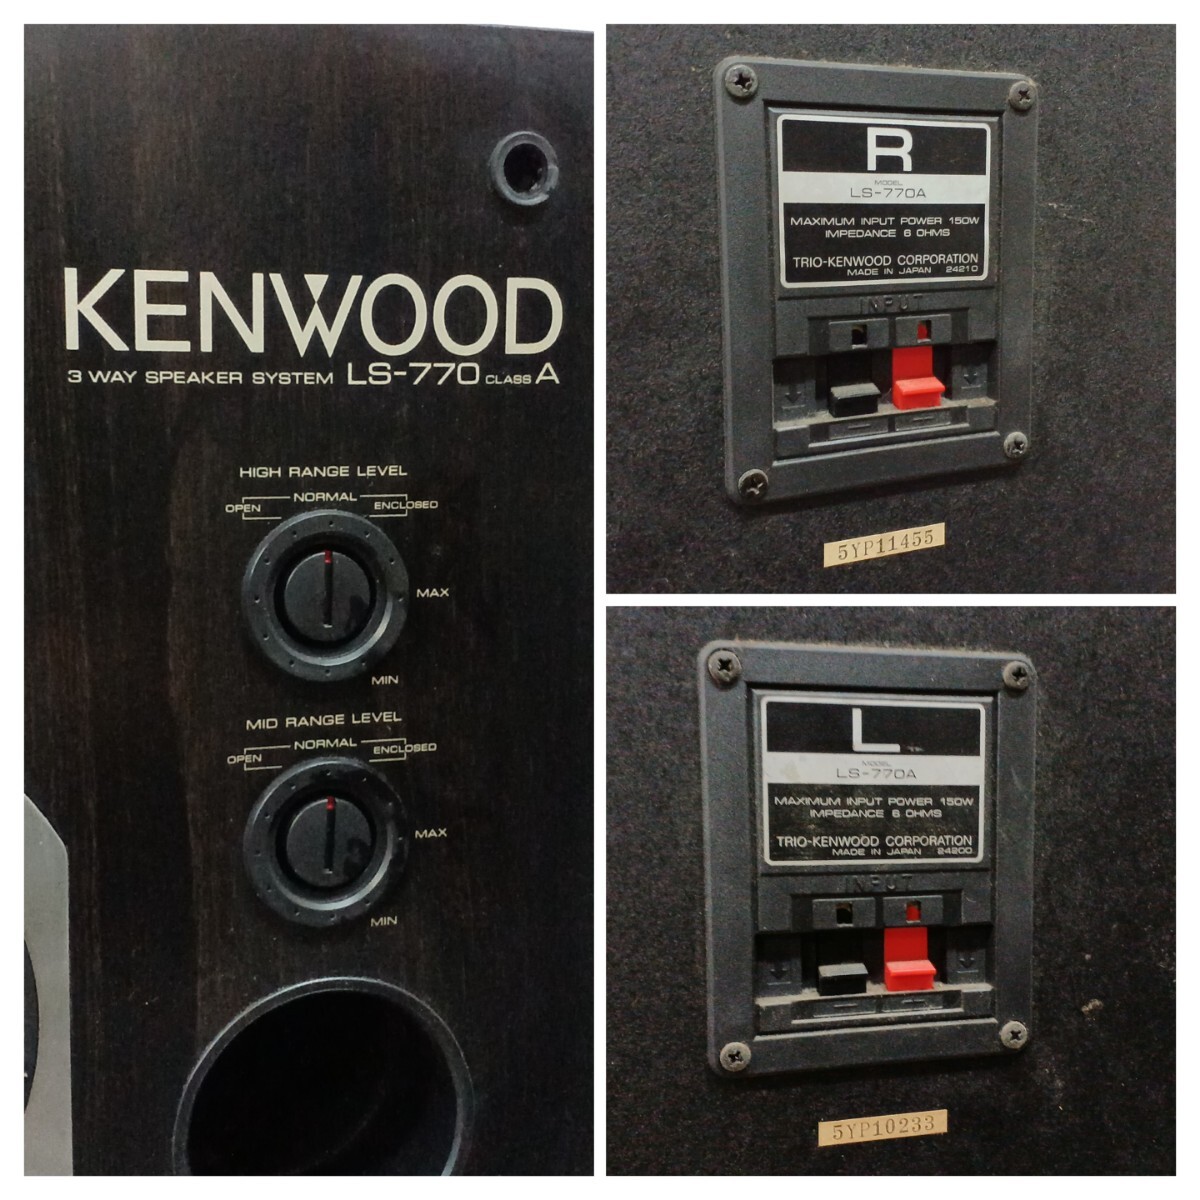 KENWOOD
3 WAY SPEAKER SYSTEM LS-770 CLASS A
HIGH RANGE LEVEL
OPEN NORMAL ENCLOSED
MAX
MIN
MID RANGE LEVEL
OPEN NORMAL ENCLOSED
MAX
MIN
R
MODEL
LS-770A
MAXIMUM INPUT POWER 150W
IMPEDANCE 6 OHMS
TRIO-KENWOOD CORPORATION
MADE IN JAPAN 24210
INPUT
5YP11455
L
MODEL
LS-770A
MAXIMUM INPUT POWER 150W
IMPEDANCE 6 OHMS
TRIO-KENWOOD CORPORATION
MADE IN JAPAN 24200
INPUT
5YP10233